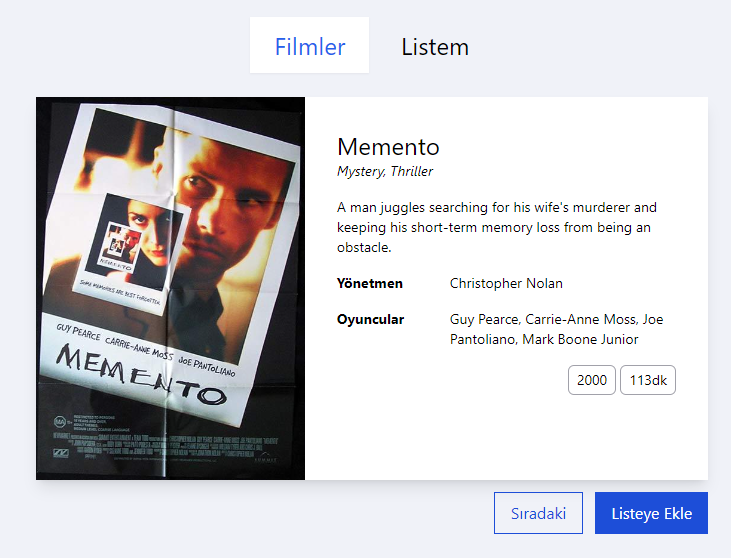 Filmler Listem
Memento
Mystery, Thriller
A man juggles searching for his wife's murderer and
keeping his short-term memory loss from being an
obstacle.
Yönetmen Christopher Nolan
Oyuncular Guy Pearce, Carrie-Anne Moss, Joe
Pantoliano, Mark Boone Junior
2000 113dk
MEMENTO
SOME MEMORIES ARE BEST FORGOTTEN
GUY PEARCE CARRIE-ANNE MOSS JOE PANTOLIANO
MEMENTO
MA
Sıradaki Listeye Ekle